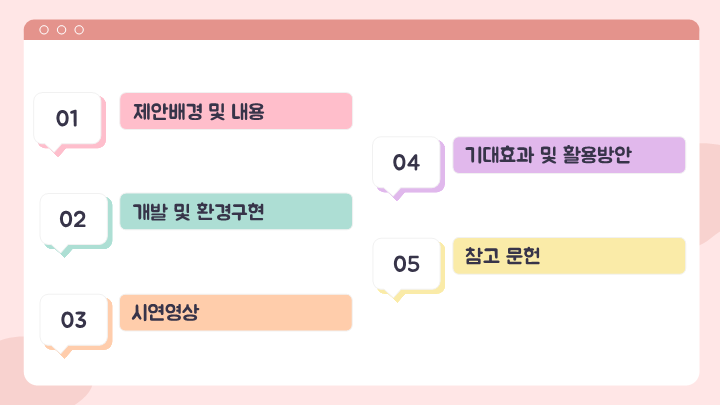 01
제안배경 및 내용
02
개발 및 환경구현
03
시연영상
04
기대효과 및 활용방안
05
참고 문헌